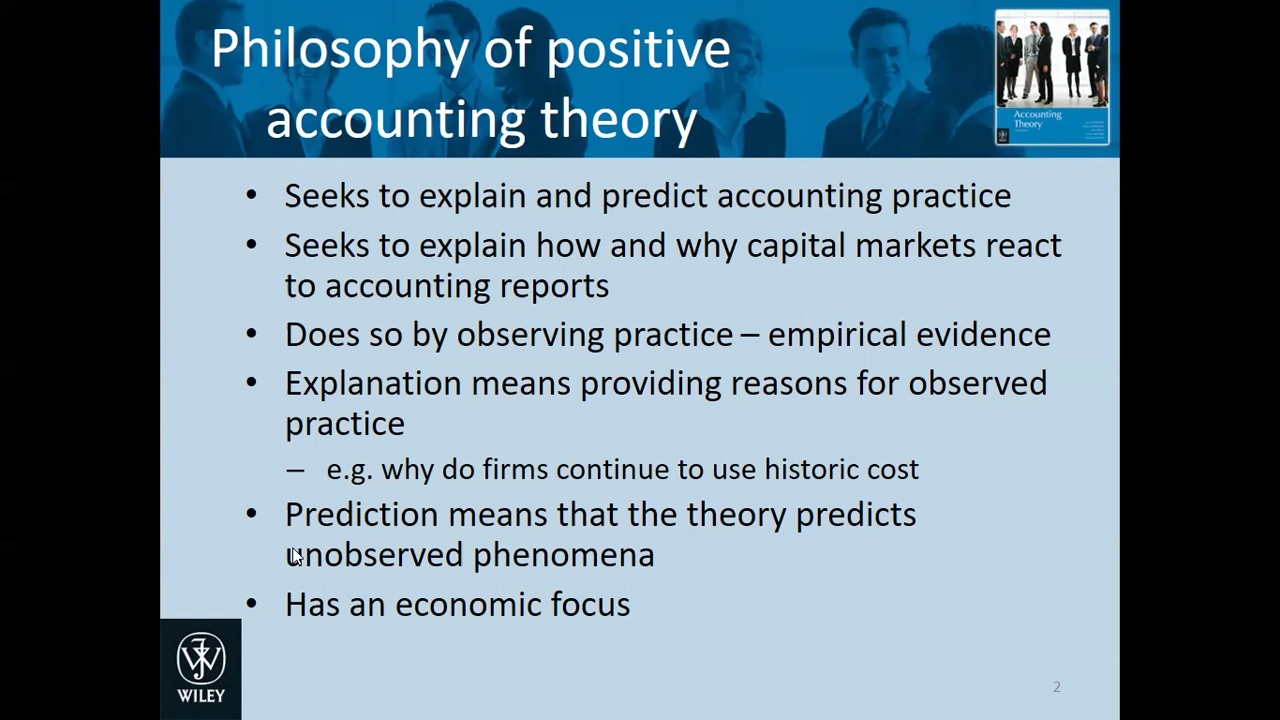 Philosophy of positive
accounting theory
Accounting
Theory
• Seeks to explain and predict accounting practice
• Seeks to explain how and why capital markets react
to accounting reports
• Does so by observing practice – empirical evidence
• Explanation means providing reasons for observed
practice
– e.g. why do firms continue to use historic cost
• Prediction means that the theory predicts
unobserved phenomena
• Has an economic focus
WILEY
2